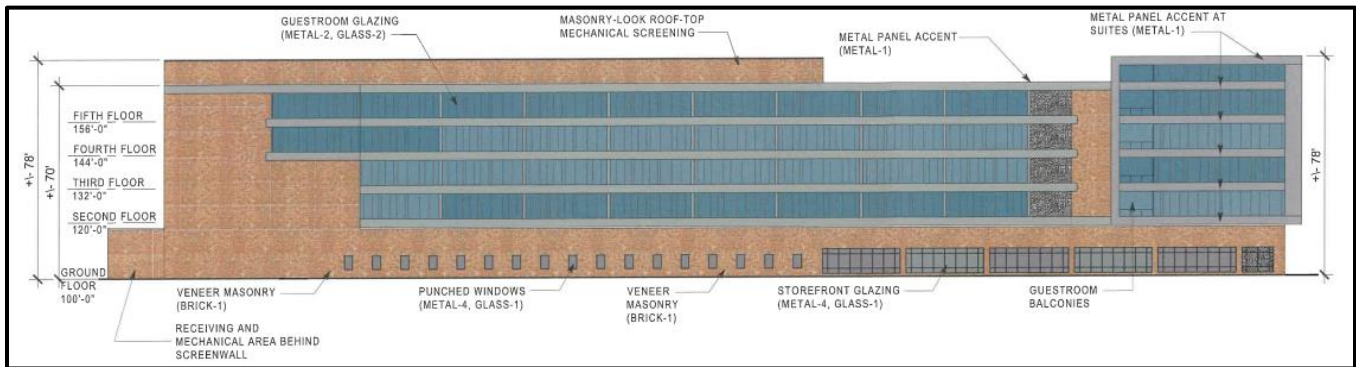 GUESTROOM GLAZING
(METAL-2, GLASS-2)
MASONRY-LOOK ROOF-TOP
MECHANICAL SCREENING
METAL PANEL ACCENT
(METAL-1)
METAL PANEL ACCENT AT
SUITES (METAL-1)
+\- 78'
+\- 70'
FIFTH FLOOR
156'-0"
FOURTH FLOOR
144'-0"
THIRD FLOOR
132'-0"
SECOND FLOOR
120'-0"
GROUND
FLOOR
100'-0"
+\- 78'
VENEER MASONRY
(BRICK-1)
PUNCHED WINDOWS
(METAL-4, GLASS-1)
VENEER
MASONRY
(BRICK-1)
STOREFRONT GLAZING
(METAL-4, GLASS-1)
GUESTROOM
BALCONIES
RECEIVING AND
MECHANICAL AREA BEHIND
SCREENWALL